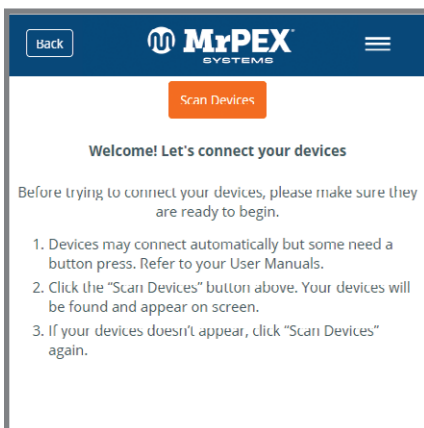 Back
MrPEX
SYSTEMS
Scan Devices
Welcome! Let's connect your devices
Before trying to connect your devices, please make sure they
are ready to begin.
1. Devices may connect automatically but some need a
button press. Refer to your User Manuals.
2. Click the “Scan Devices” button above. Your devices will
be found and appear on screen.
3. If your devices doesn't appear, click “Scan Devices”
again.